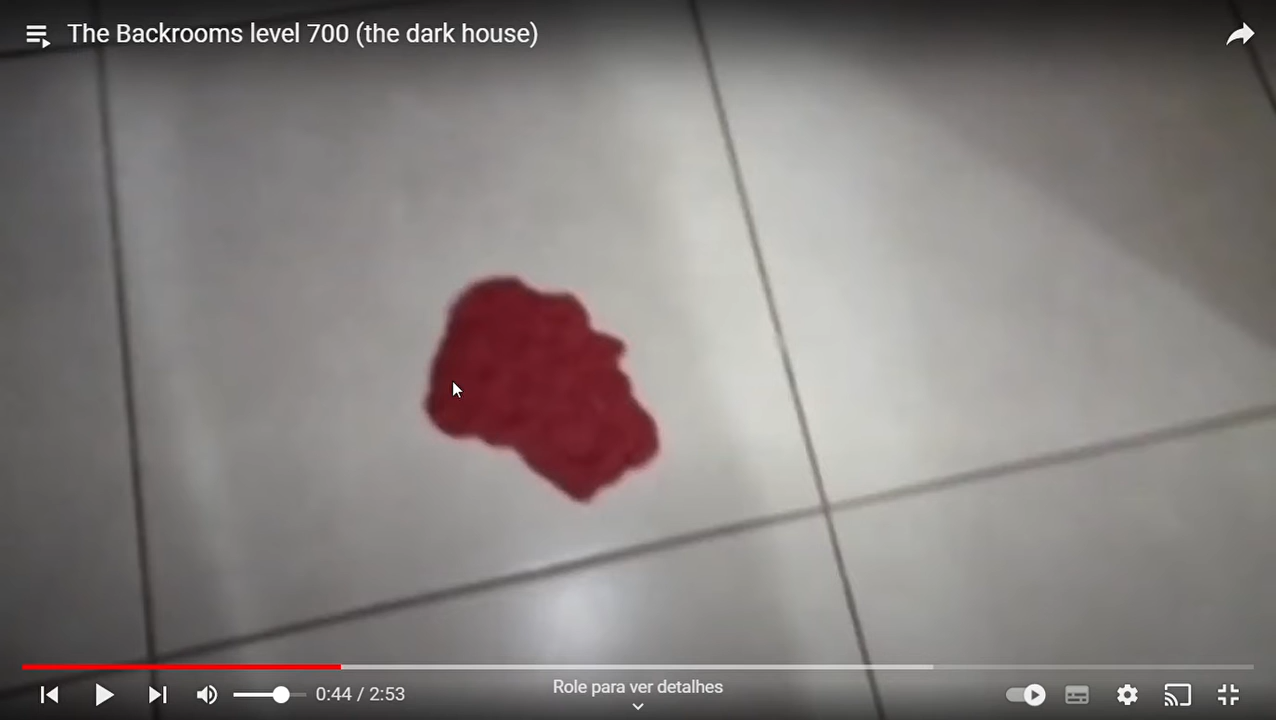 The Backrooms level 700 (the dark house)
0:44 / 2:53
Role para ver detalhes